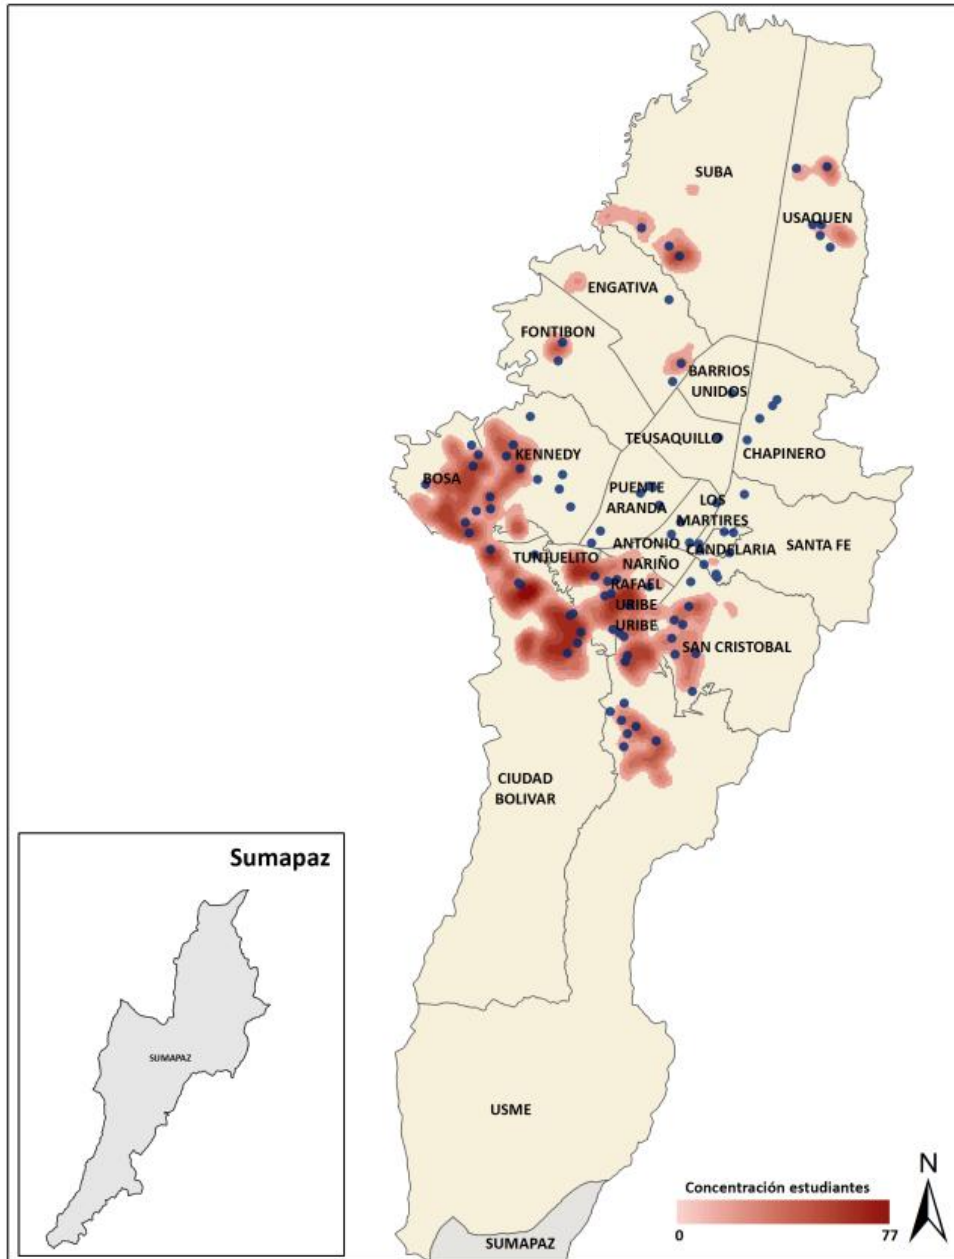 SUBA
USAQUEN
ENGATIVA
FONTIBON
BARRIOS
UNIDOS
TEUSAQUILLO
CHAPINERO
KENNEDY
BOSA
PUENTE
ARANDA
LOS
MARTIRES
SANTA FE
CANDELARIA
ANTONIO
NARIÑO
TUNJUELITO
RAFAEL
URIBE
URIBE
SAN CRISTOBAL
CIUDAD
BOLIVAR
USME
SUMAPAZ
Sumapaz
SUMAPAZ
Concentración estudiantes
0
77
N